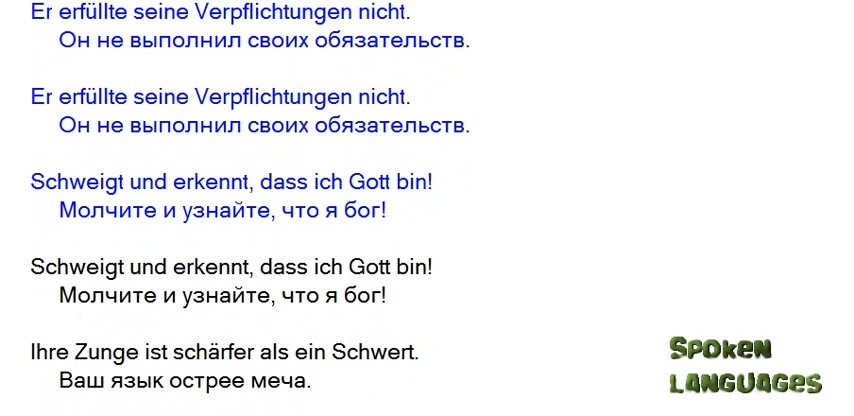 Er erfüllte seine Verpflichtungen nicht.
Он не выполнил своих обязательств.
Er erfüllte seine Verpflichtungen nicht.
Он не выполнил своих обязательств.
Schweigt und erkennt, dass ich Gott bin!
Молчите и узнайте, что я бог!
Schweigt und erkennt, dass ich Gott bin!
Молчите и узнайте, что я бог!
Ihre Zunge ist schärfer als ein Schwert.
Ваш язык острее меча.
Spoken
Languages